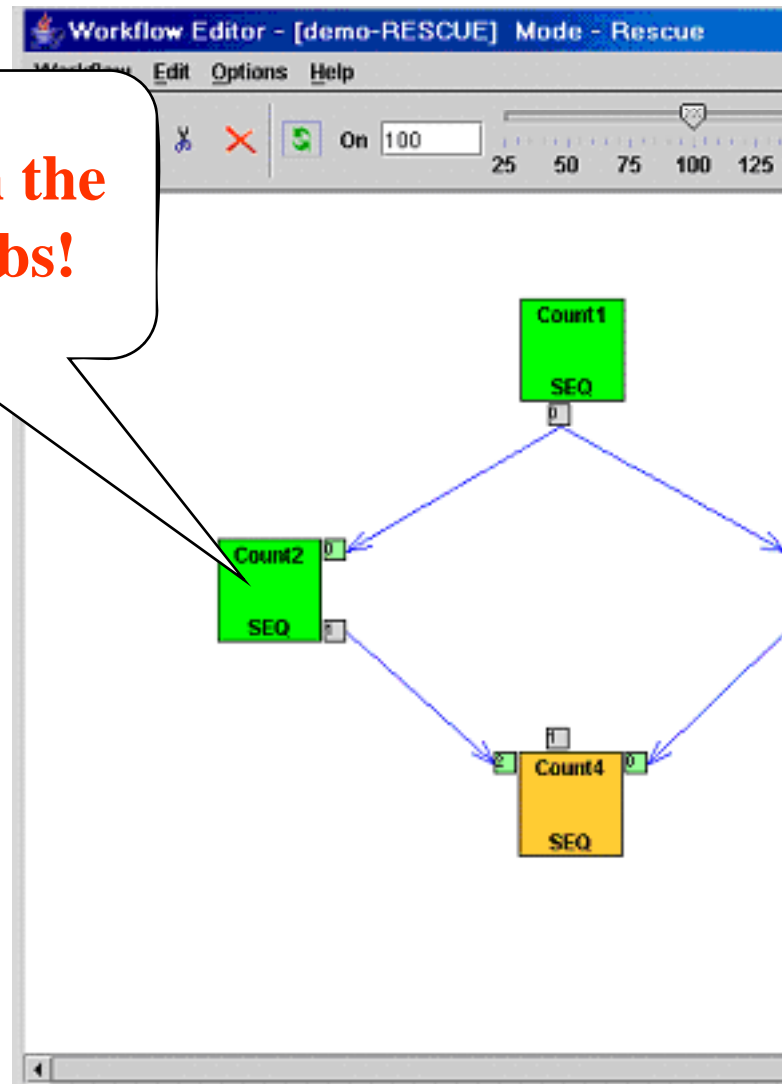 Workflow Editor - [demo-RESCUE] Mode - Rescue
Edit Options Help
On 100
25 50 75 100 125
the
Count1
SEQ
0
Count2
0
SEQ
1
1
2
Count4
0
SEQ